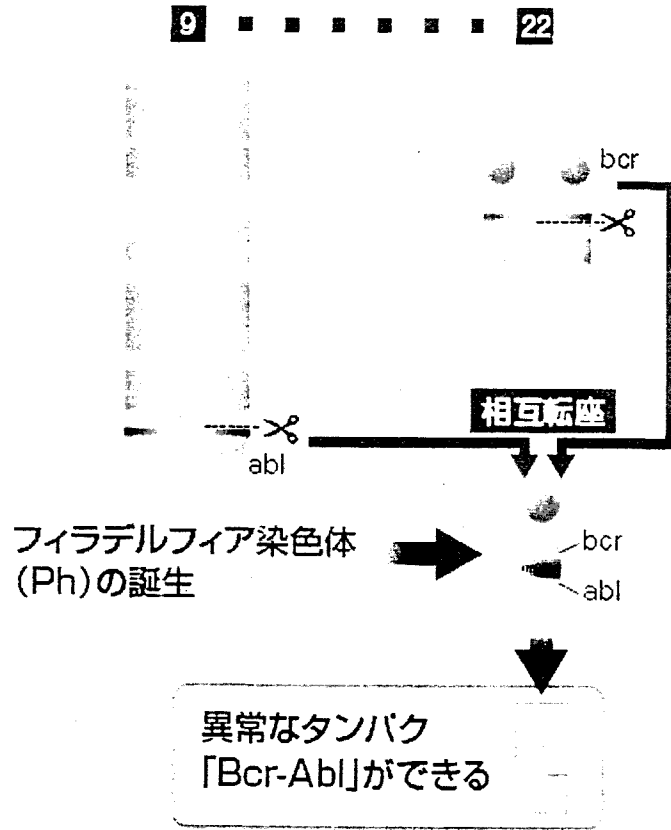 9 22
bcr
相互転座
abl
フィラデルフィア染色体
(Ph)の誕生
bcr
abl
異常なタンパク
「Bcr-Abl」ができる